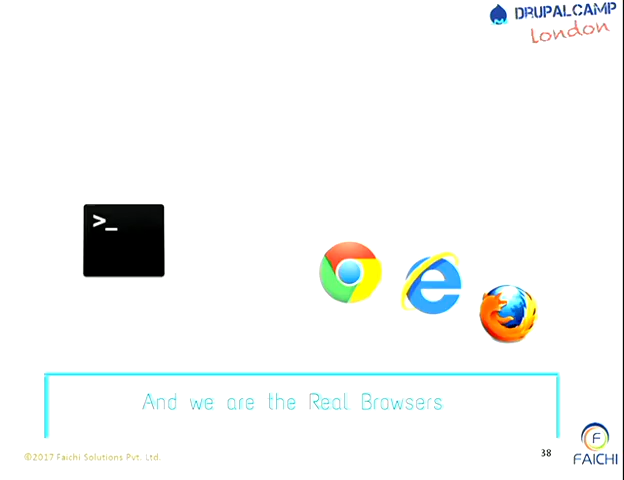 DRUPALCAMP
London
>_
And we are the Real Browsers
©2017 Faichi Solutions Pvt. Ltd.
38
F
FAICHI